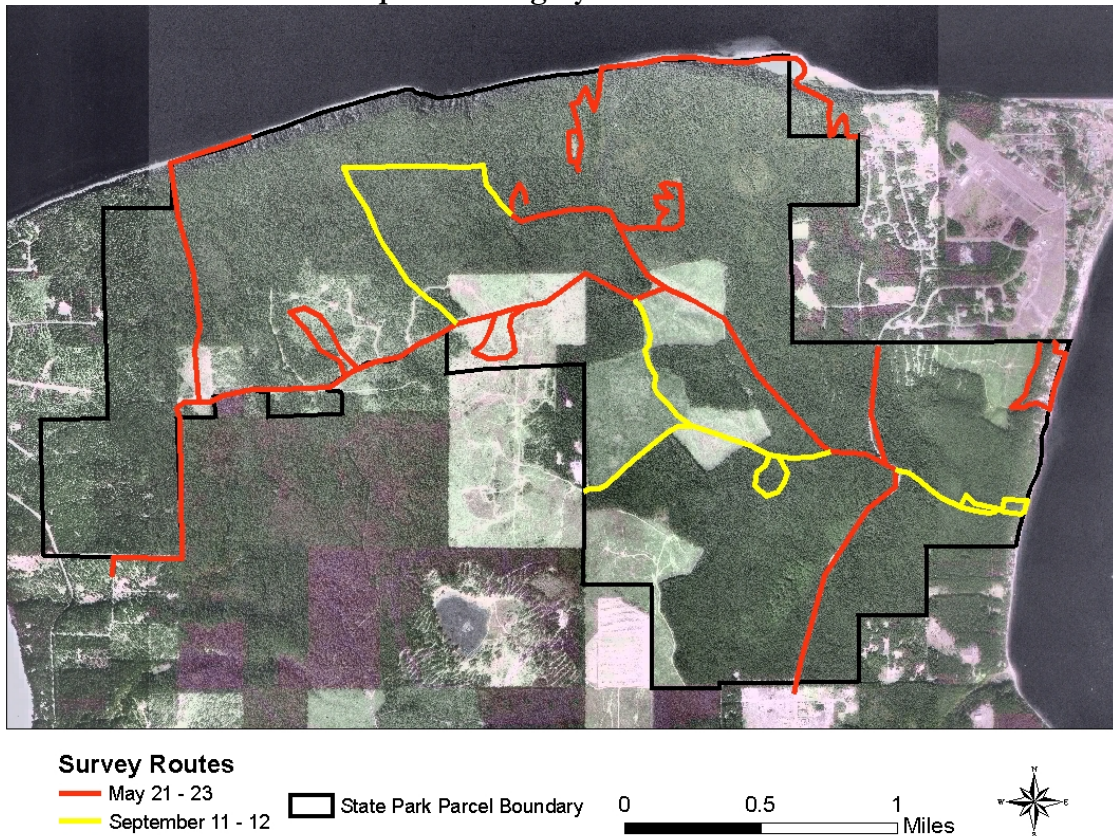 Survey Routes
May 21 - 23
September 11 - 12
State Park Parcel Boundary
0 0.5 1
Miles
N
W E
S